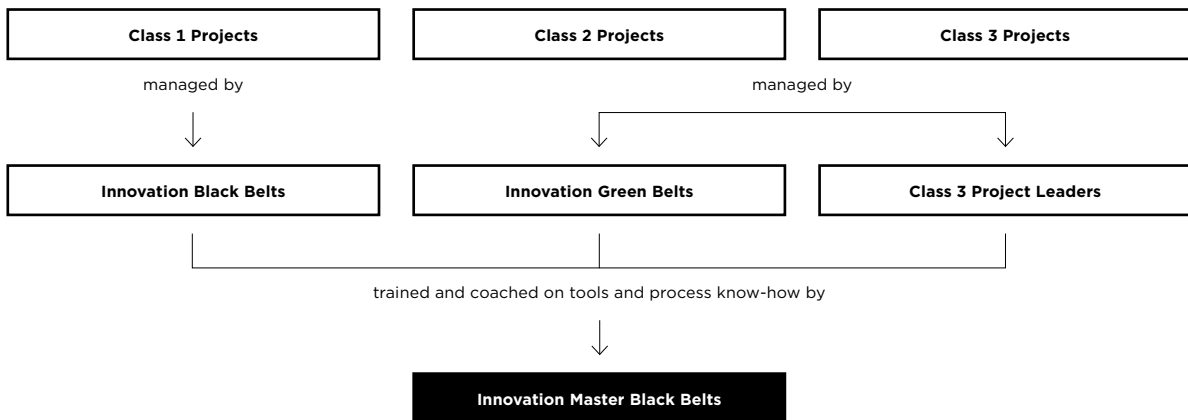 Class 1 Projects
Class 2 Projects
Class 3 Projects
managed by
managed by
Innovation Black Belts
Innovation Green Belts
Class 3 Project Leaders
trained and coached on tools and process know-how by
Innovation Master Black Belts